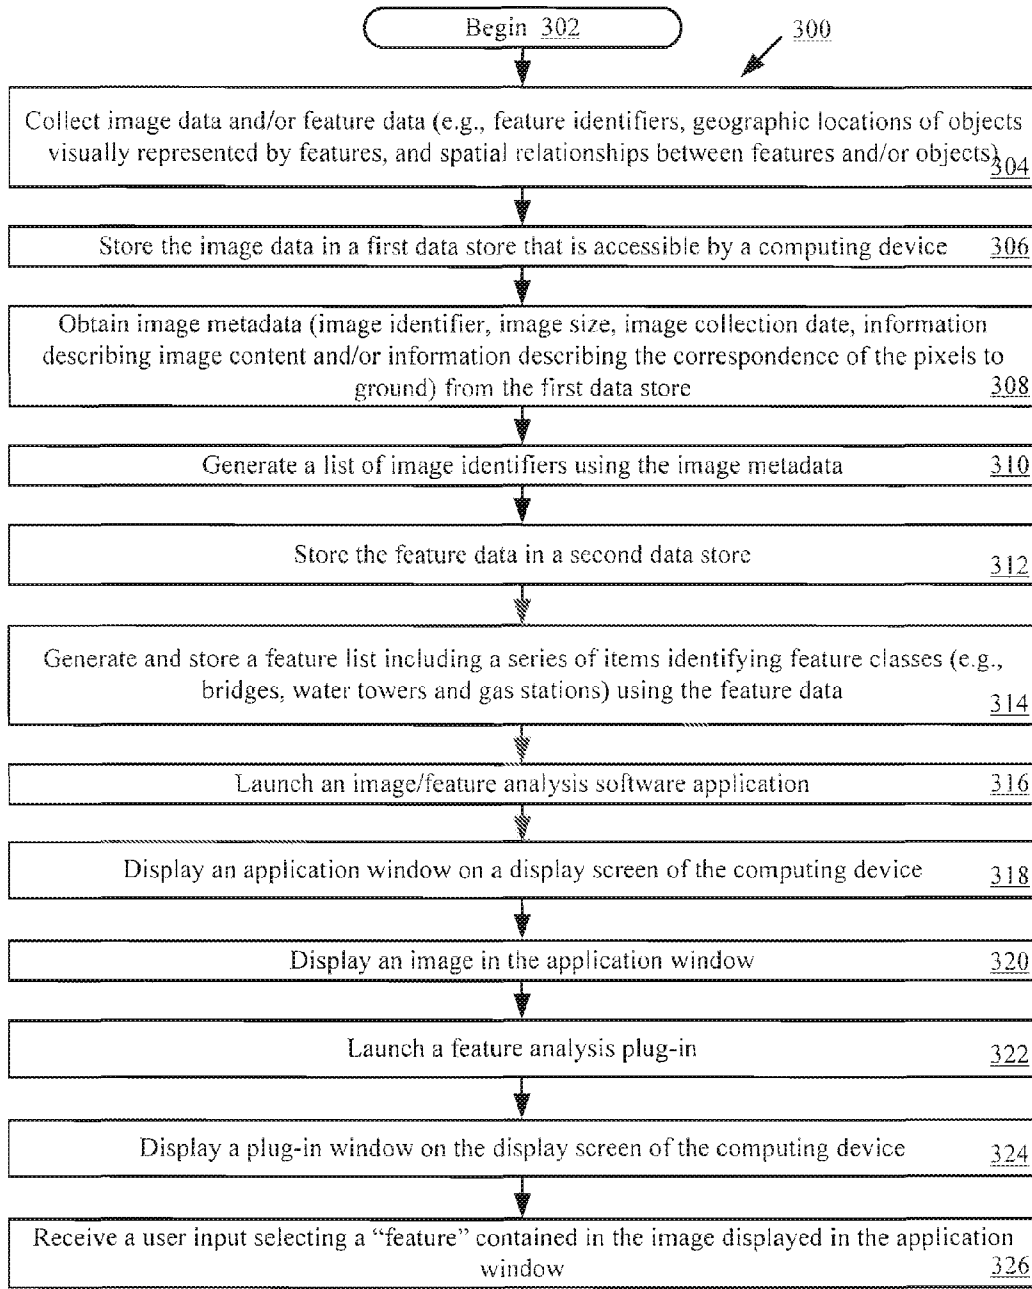 Begin 302
300
Collect image data and/or feature data (e.g., feature identifiers, geographic locations of objects
visually represented by features, and spatial relationships between features and/or objects)
304
Store the image data in a first data store that is accessible by a computing device
306
Obtain image metadata (image identifier, image size, image collection date, information
describing image content and/or information describing the correspondence of the pixels to
ground) from the first data store
308
Generate a list of image identifiers using the image metadata
310
Store the feature data in a second data store
312
Generate and store a feature list including a series of items identifying feature classes (e.g.,
bridges, water towers and gas stations) using the feature data
314
Launch an image/feature analysis software application
316
Display an application window on a display screen of the computing device
318
Display an image in the application window
320
Launch a feature analysis plug-in
322
Display a plug-in window on the display screen of the computing device
324
Receive a user input selecting a “feature” contained in the image displayed in the application
window
326